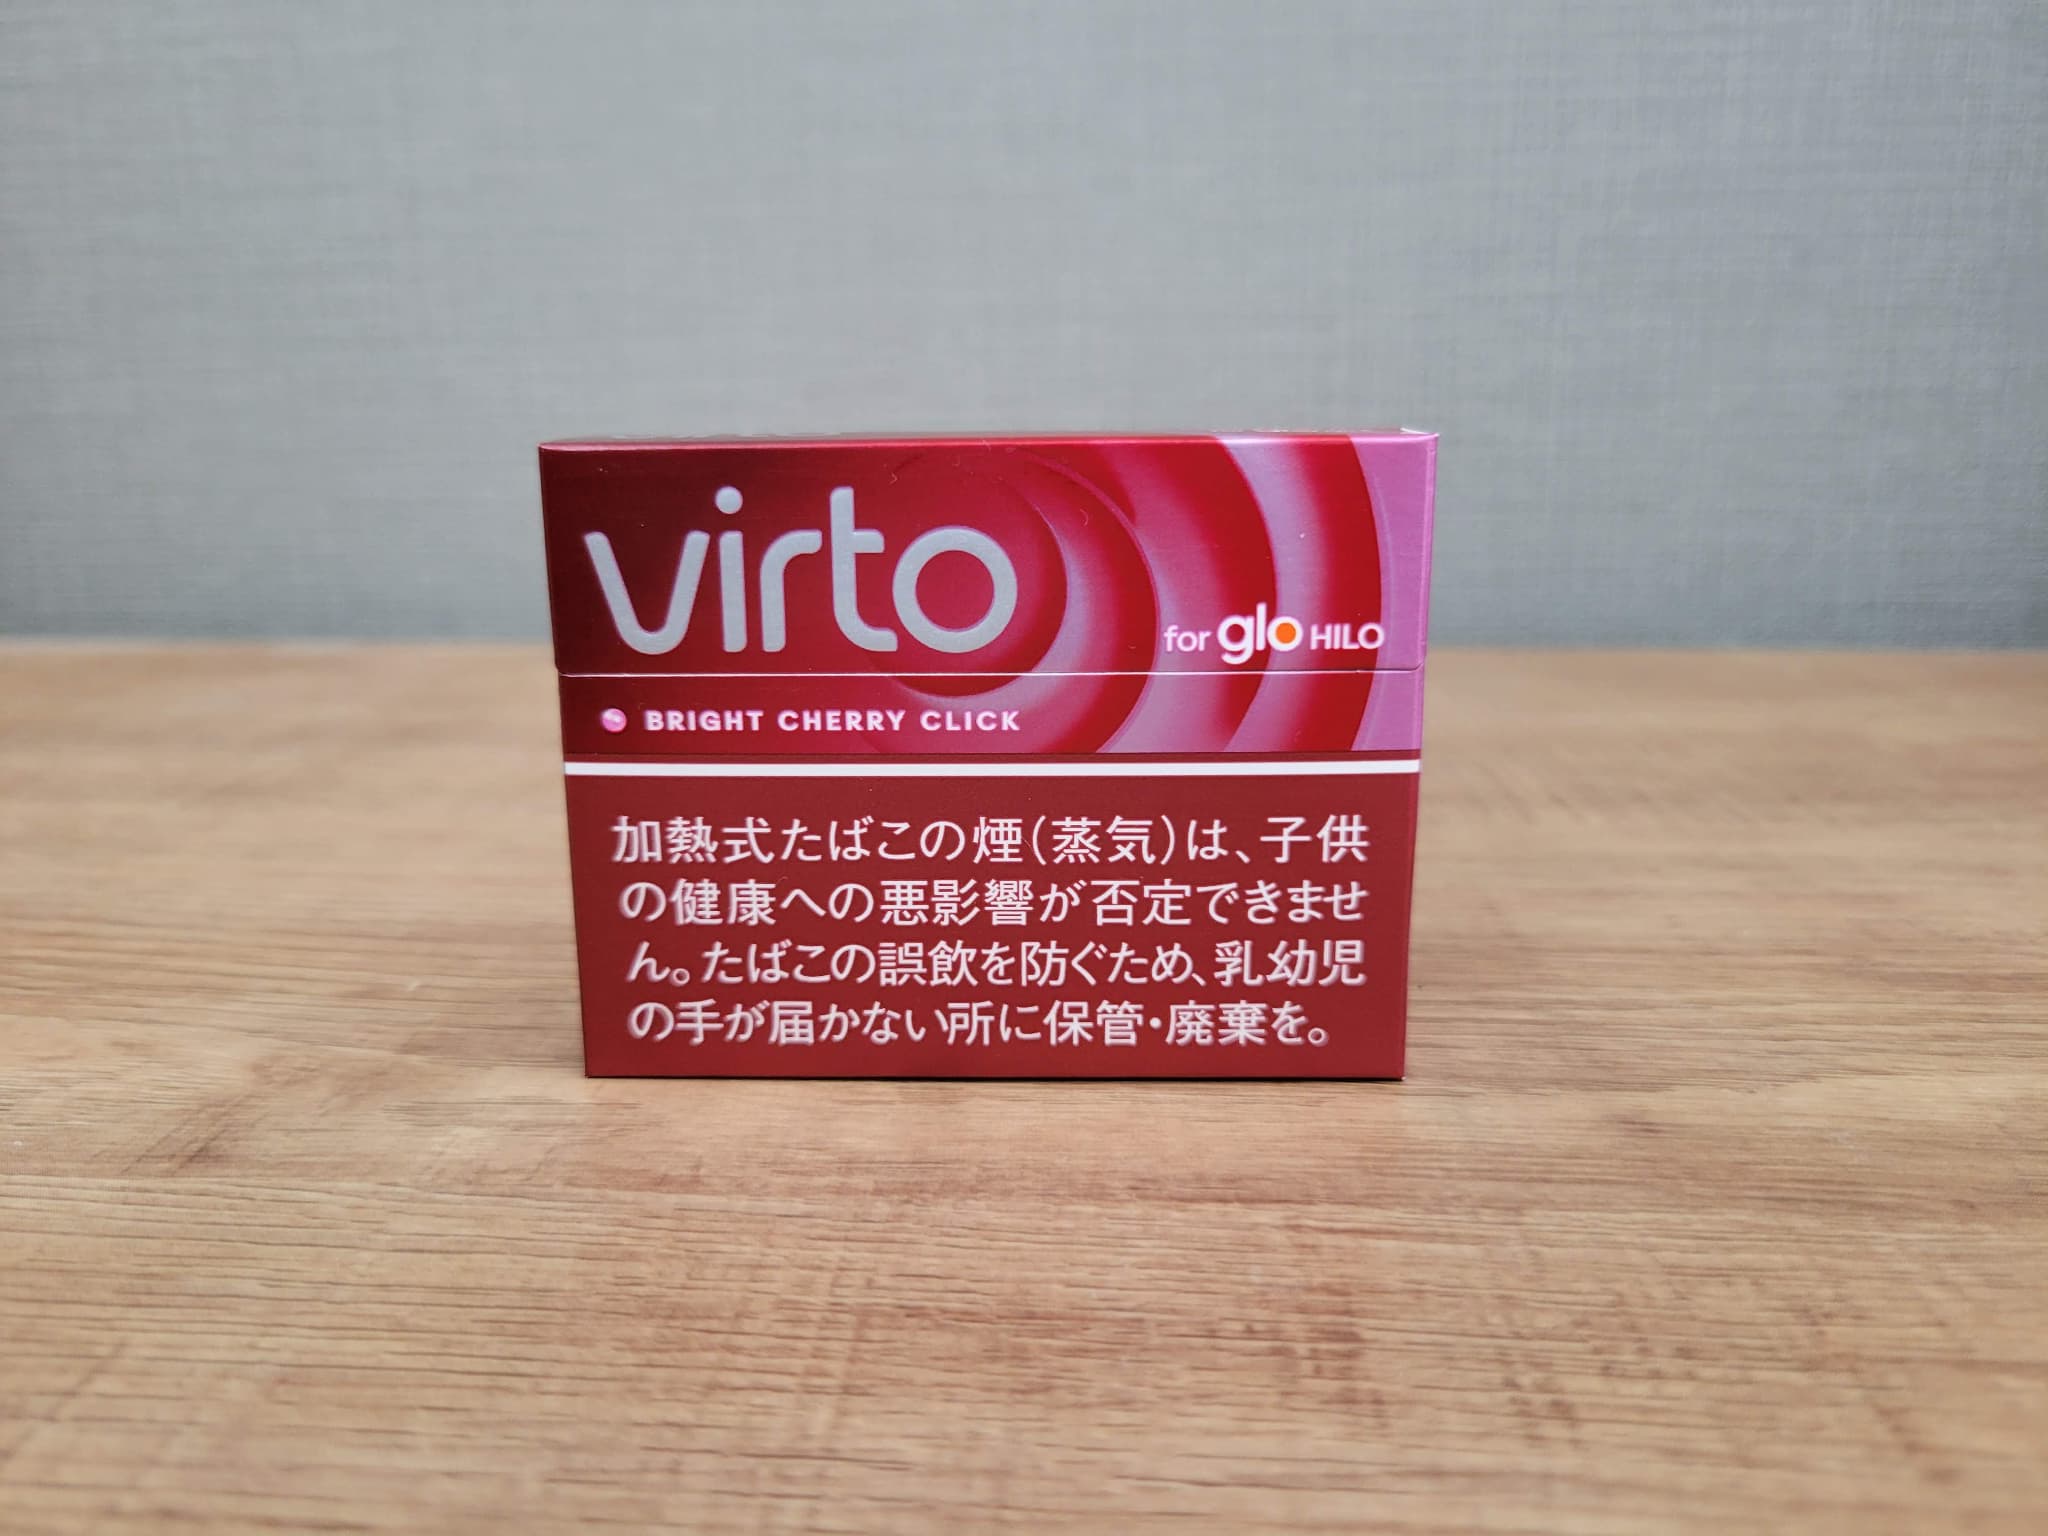 virto
for glo HILO
BRIGHT CHERRY CLICK
加熱式たばこの煙(蒸気)は、子供
の健康への悪影響が否定できませ
ん。たばこの誤飲を防ぐため、乳幼児
の手が届かない所に保管・廃棄を。